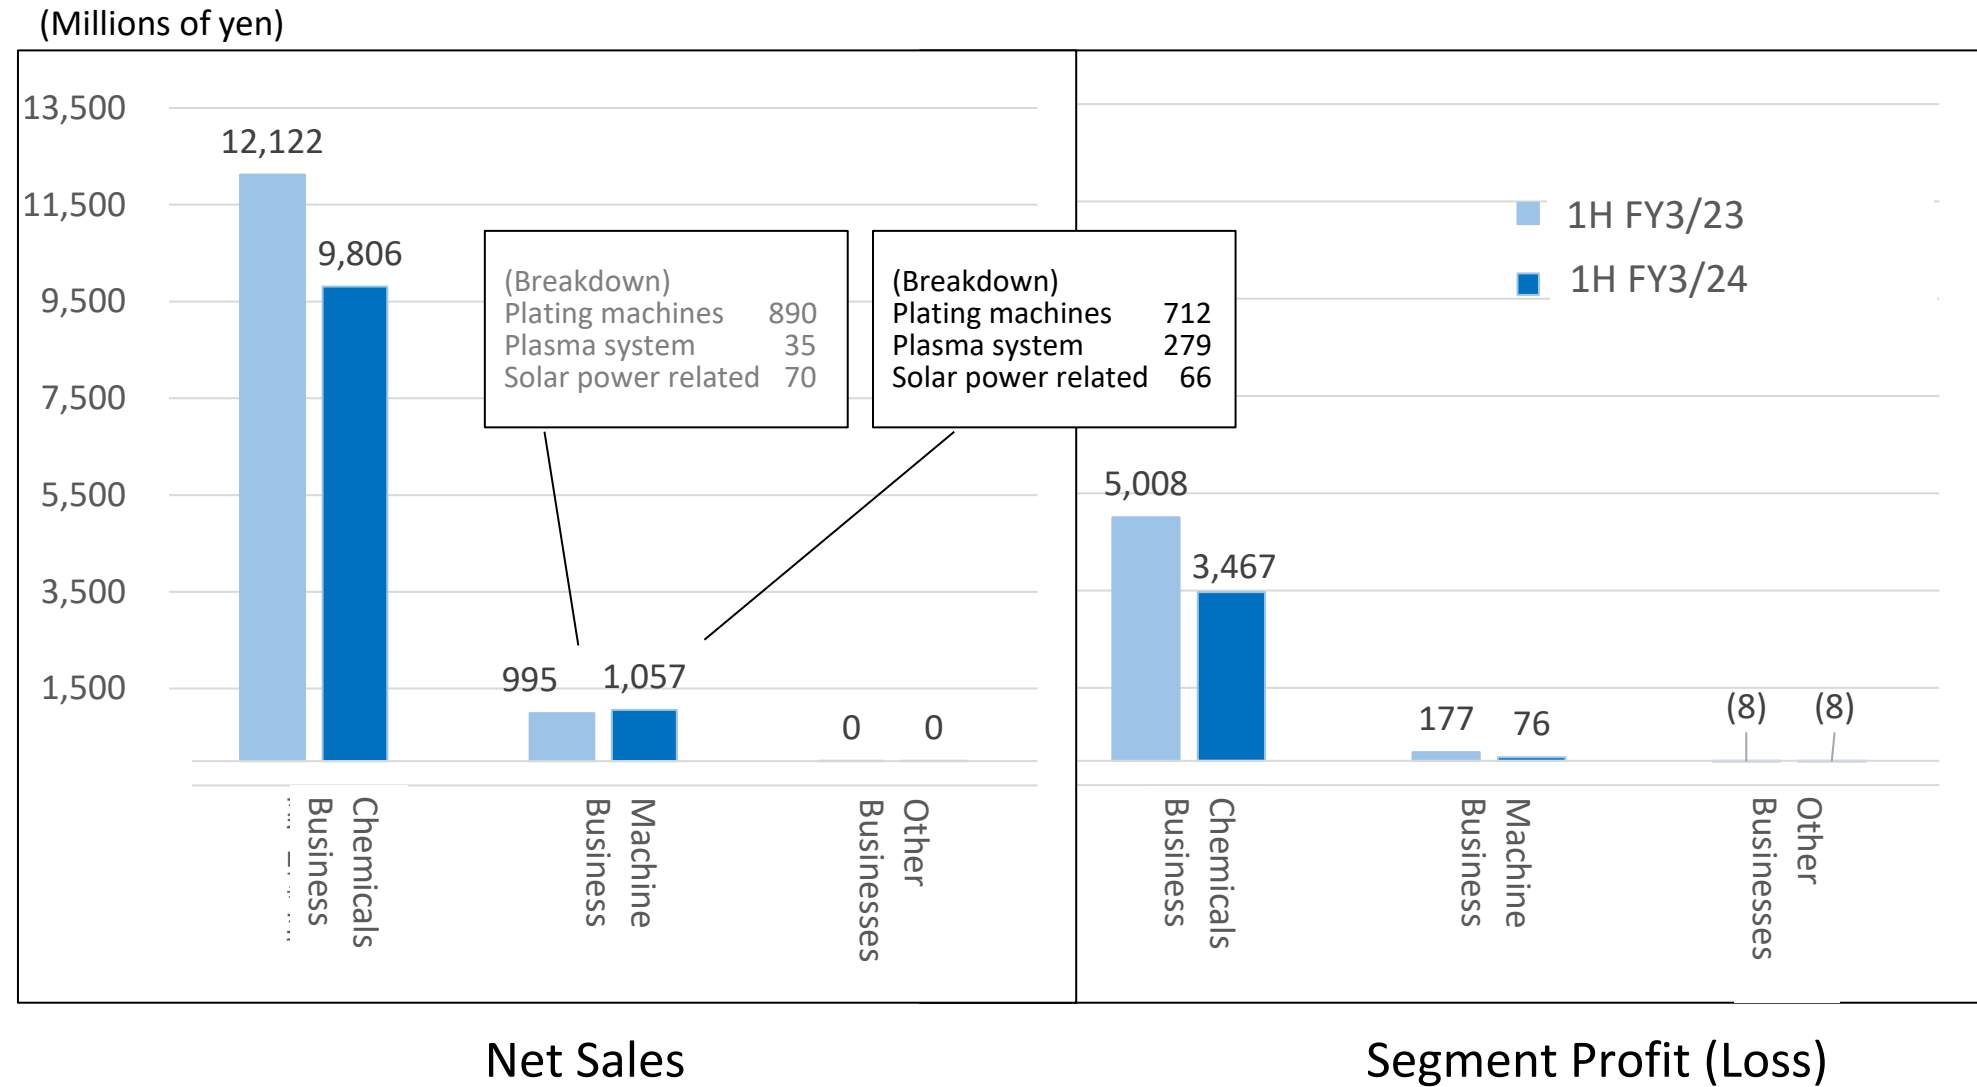 (Millions of yen)
13,500
11,500
9,500
7,500
5,500
3,500
1,500
12,122
9,806
995
1,057
0
0
(Breakdown)
Plating machines 890
Plasma system 35
Solar power related 70
(Breakdown)
Plating machines 712
Plasma system 279
Solar power related 66
Chemicals
Business
Machine
Business
Other
Businesses
1H FY3/23
1H FY3/24
5,008
3,467
177
76
(8)
(8)
Chemicals
Business
Machine
Business
Other
Businesses
Net Sales
Segment Profit (Loss)